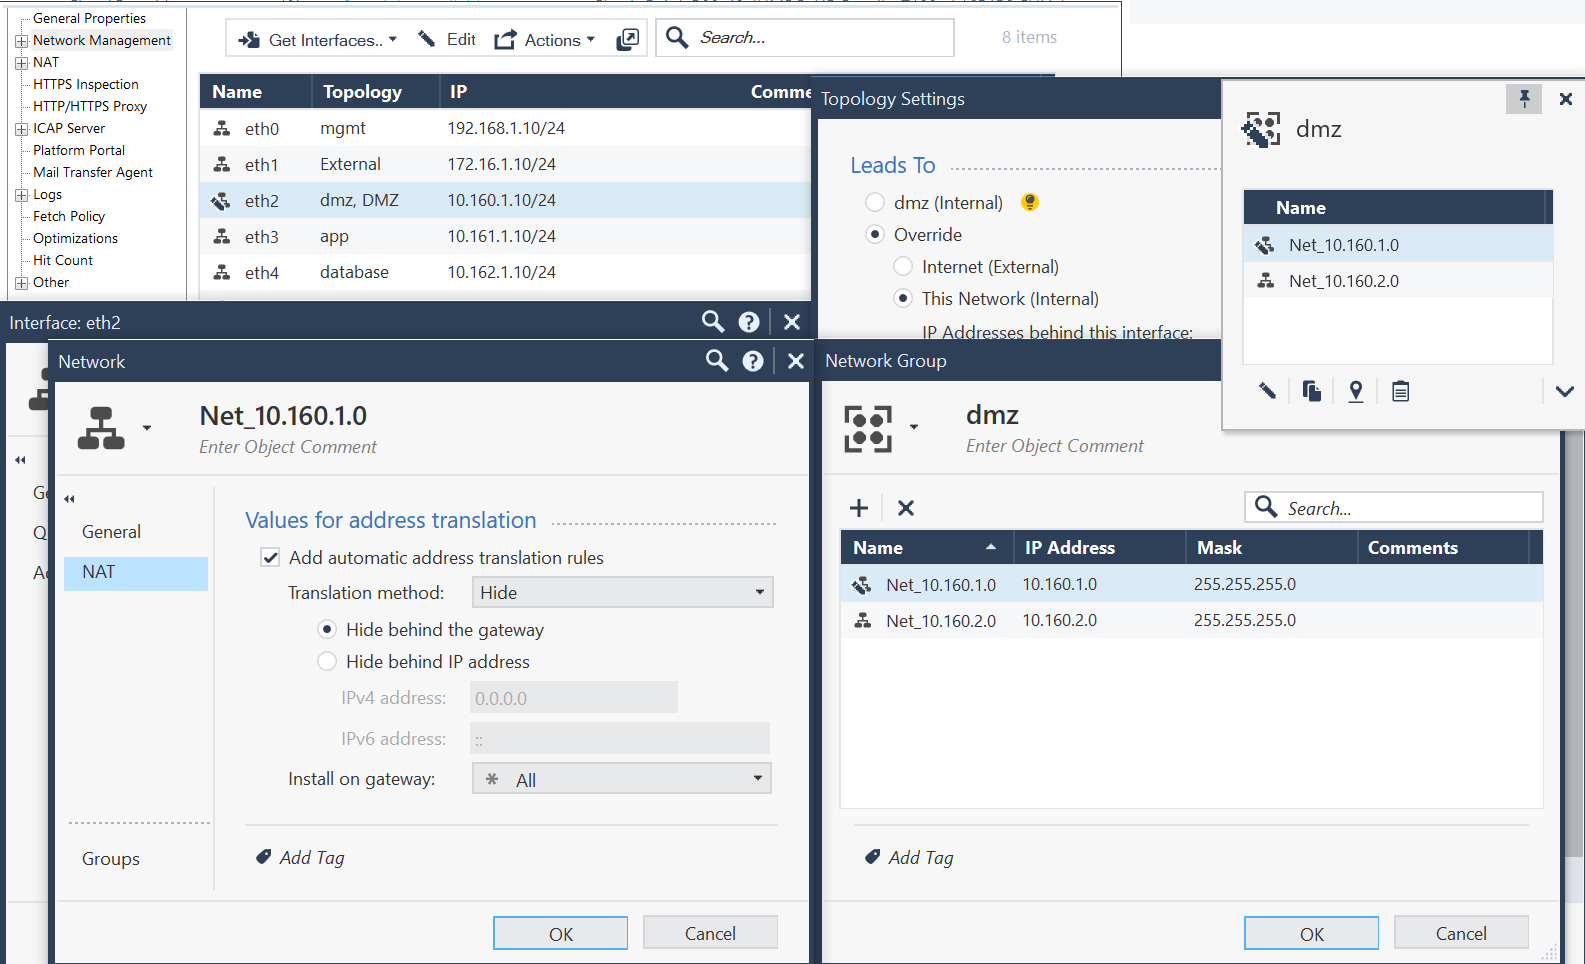 General Properties
Network Management
NAT
HTTPS Inspection
HTTP/HTTPS Proxy
ICAP Server
Platform Portal
Mail Transfer Agent
Logs
Fetch Policy
Optimizations
Hit Count
Other
Get Interfaces..
Edit
Actions
Search...
8 items
Name Topology IP Comme
eth0 mgmt 192.168.1.10/24
eth1 External 172.16.1.10/24
eth2 dmz, DMZ 10.160.1.10/24
eth3 app 10.161.1.10/24
eth4 database 10.162.1.10/24
Topology Settings
Leads To
dmz (Internal)
Override
Internet (External)
This Network (Internal)
IP Addresses behind this interface:
dmz
Name
Net_10.160.1.0
Net_10.160.2.0
Interface: eth2
Ge
Q
Ac
Network
Net_10.160.1.0
Enter Object Comment
General
NAT
Groups
Values for address translation
Add automatic address translation rules
Translation method: Hide
Hide behind the gateway
Hide behind IP address
IPv4 address: 0.0.0.0
IPv6 address: ::
Install on gateway: * All
Add Tag
OK Cancel
Network Group
dmz
Enter Object Comment
Search...
Name IP Address Mask Comments
Net_10.160.1.0 10.160.1.0 255.255.255.0
Net_10.160.2.0 10.160.2.0 255.255.255.0
Add Tag
OK Cancel